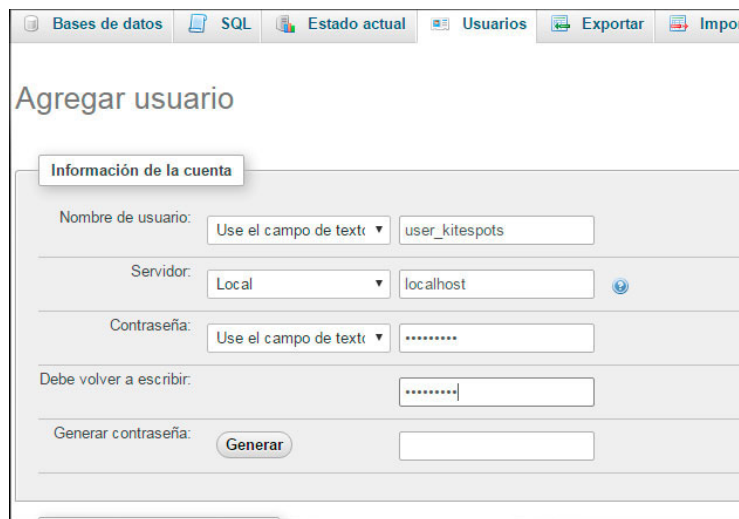 Bases de datos SQL Estado actual Usuarios Exportar Impor
Agregar usuario
Información de la cuenta
Nombre de usuario: Use el campo de texto user_kitespots
Servidor: Local localhost
Contraseña: Use el campo de texto •••••••••
Debe volver a escribir: •••••••••
Generar contraseña: Generar